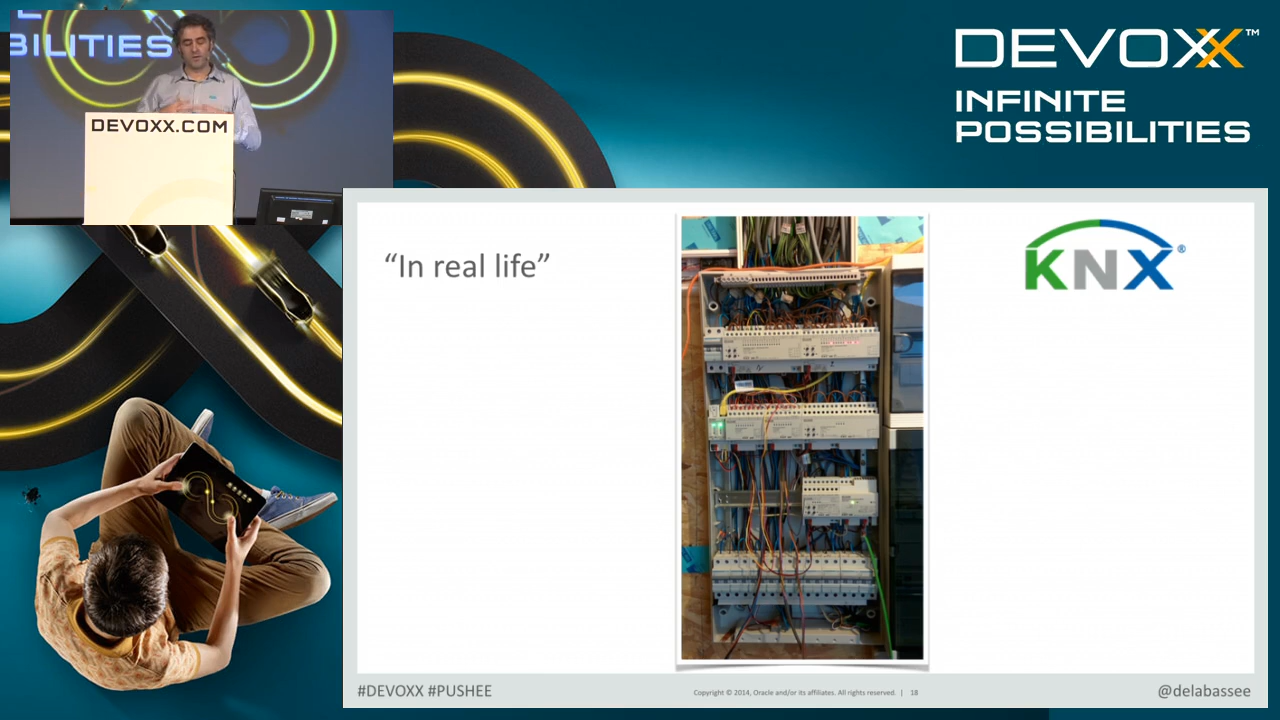 BILITIES
DEVOXX.COM
DEVOXX™
INFINITE
POSSIBILITIES
“In real life”
KNX®
#DEVOXX #PUSHEE
Copyright © 2014, Oracle and/or its affiliates. All rights reserved. | 18
@delabassee